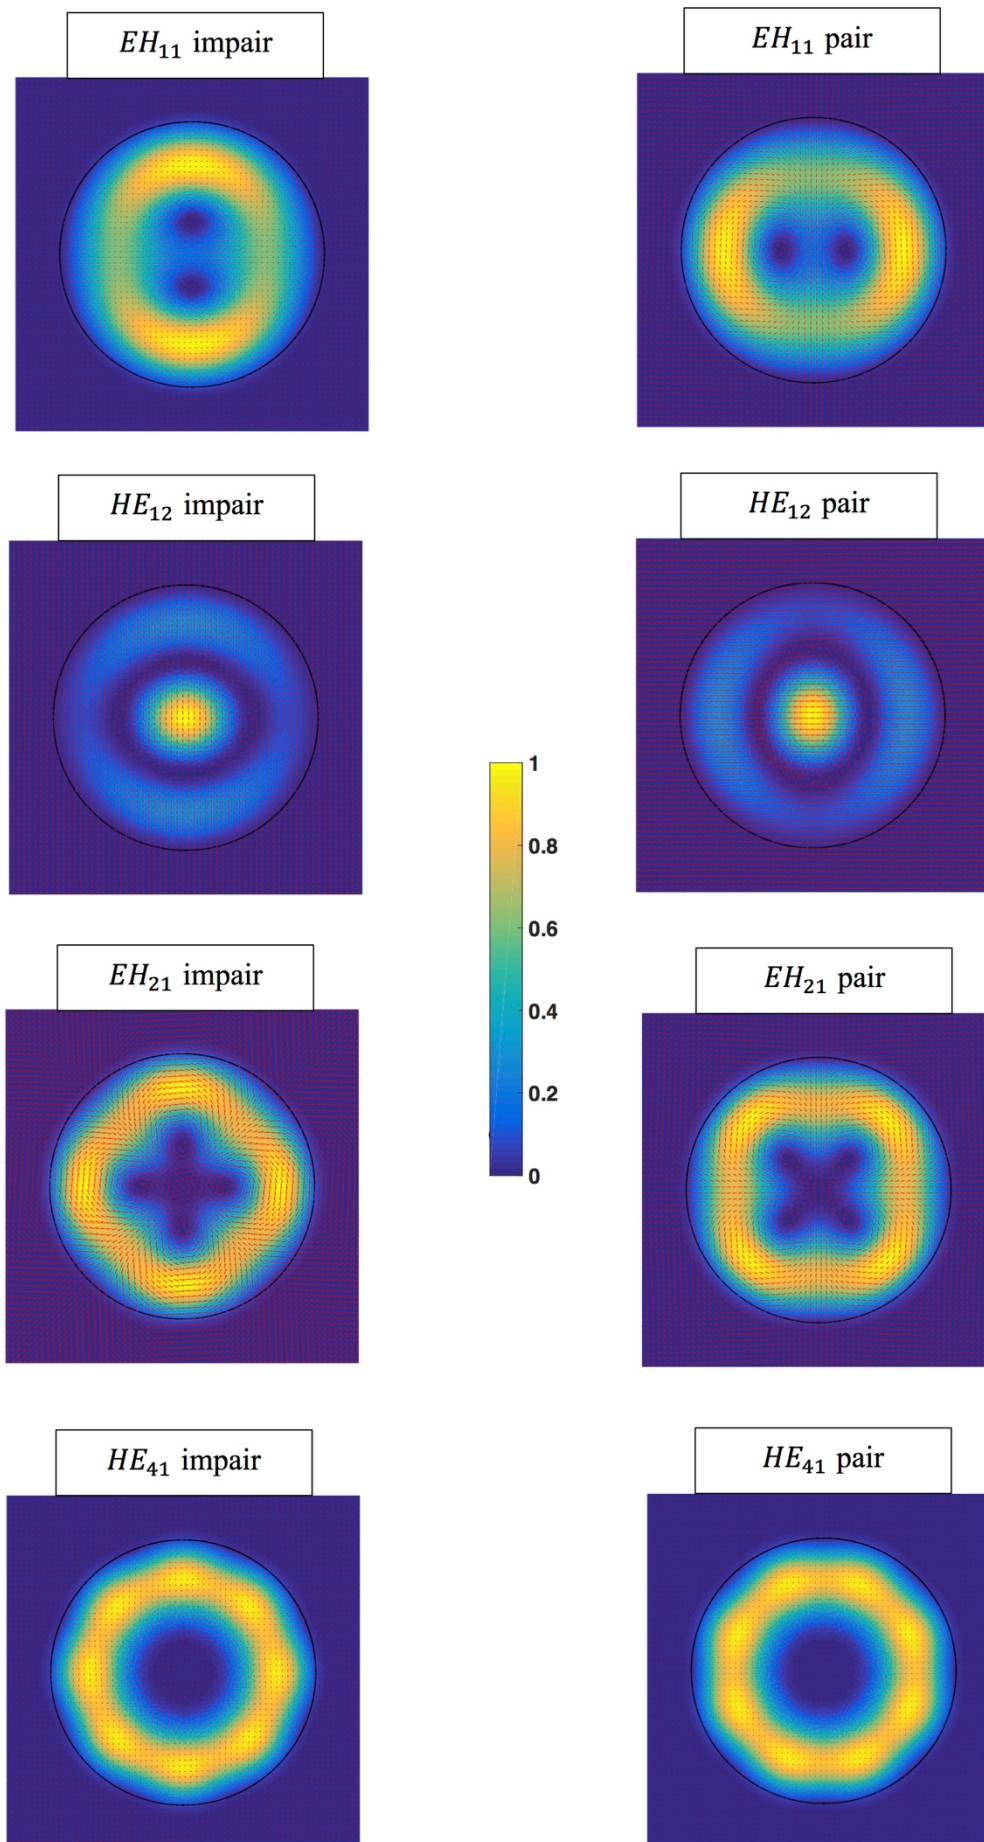 EH₁₁ impair
EH₁₁ pair
HE₁₂ impair
HE₁₂ pair
1
0.8
0.6
0.4
0.2
0
EH₂₁ impair
EH₂₁ pair
HE₄₁ impair
HE₄₁ pair